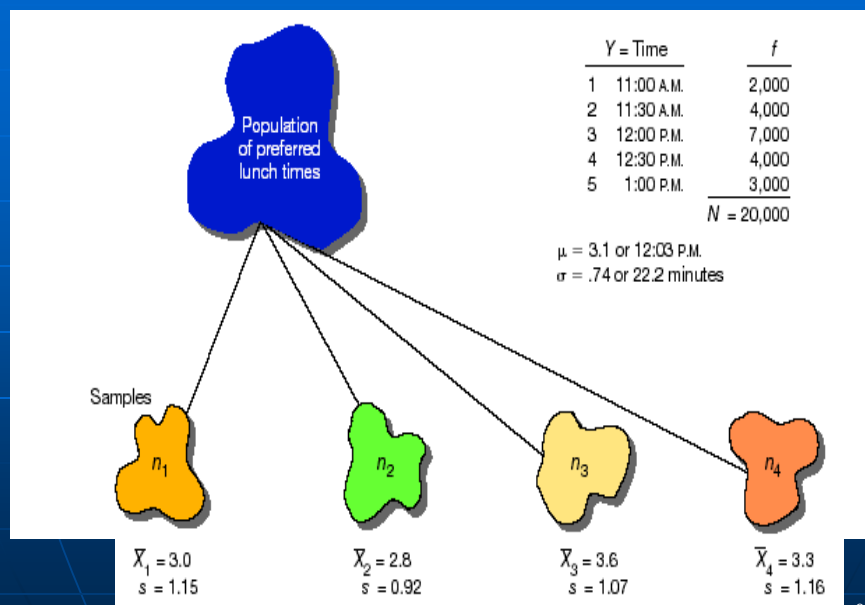 Population
of preferred
lunch times
Y = Time f
1 11:00 A.M. 2,000
2 11:30 A.M. 4,000
3 12:00 P.M. 7,000
4 12:30 P.M. 4,000
5 1:00 P.M. 3,000
N = 20,000
μ = 3.1 or 12:03 P.M.
σ = .74 or 22.2 minutes
Samples
n₁ n₂ n₃ n₄
X̅₁ = 3.0 X̅₂ = 2.8 X̅₃ = 3.6 X̅₄ = 3.3
s = 1.15 s = 0.92 s = 1.07 s = 1.16